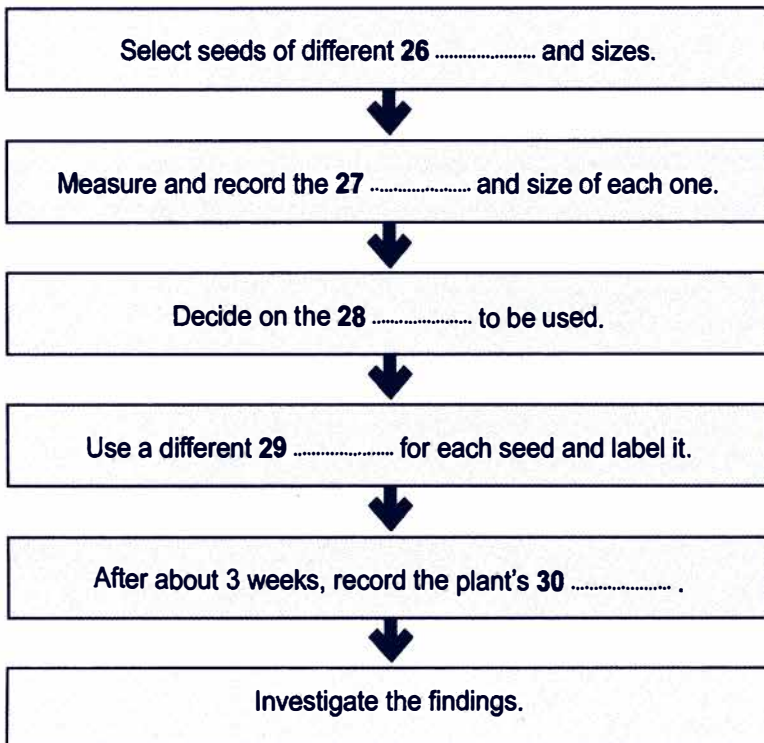 Select seeds of different 26 .................... and sizes.
Measure and record the 27 .................... and size of each one.
Decide on the 28 .................... to be used.
Use a different 29 .................... for each seed and label it.
After about 3 weeks, record the plant's 30 .................... .
Investigate the findings.